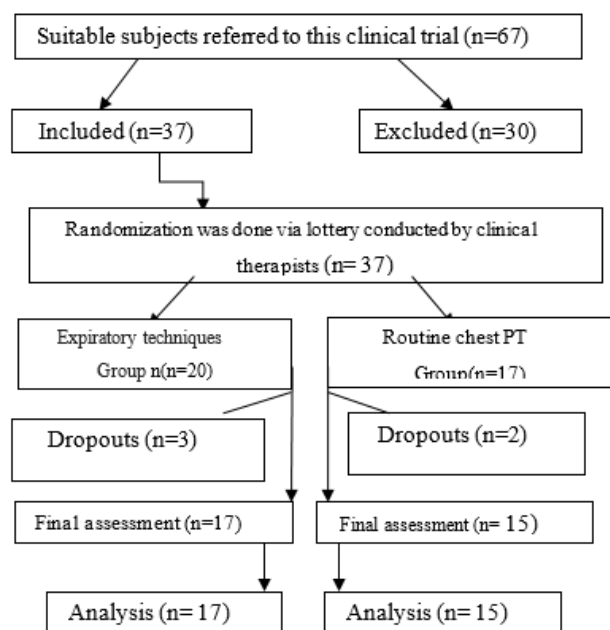 Suitable subjects referred to this clinical trial (n=67)
Included (n=37)
Excluded (n=30)
Randomization was done via lottery conducted by clinical
therapists (n= 37)
Expiratory techniques
Group n(n=20)
Routine chest PT
Group(n=17)
Dropouts (n=3)
Dropouts (n=2)
Final assessment (n=17)
Final assessment (n= 15)
Analysis (n= 17)
Analysis (n=15)